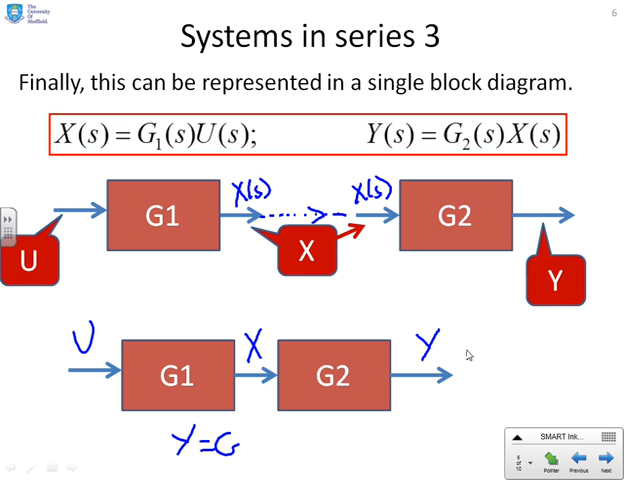 The
University
Of
Sheffield.
6
Systems in series 3
Finally, this can be represented in a single block diagram.
X(s) = G₁(s)U(s); Y(s) = G₂(s)X(s)
X(s) X(s)
G1 G2
U X Y
U X Y
G1 G2
Y=G
SMART Ink...
6
of
10
Pointer Previous Next